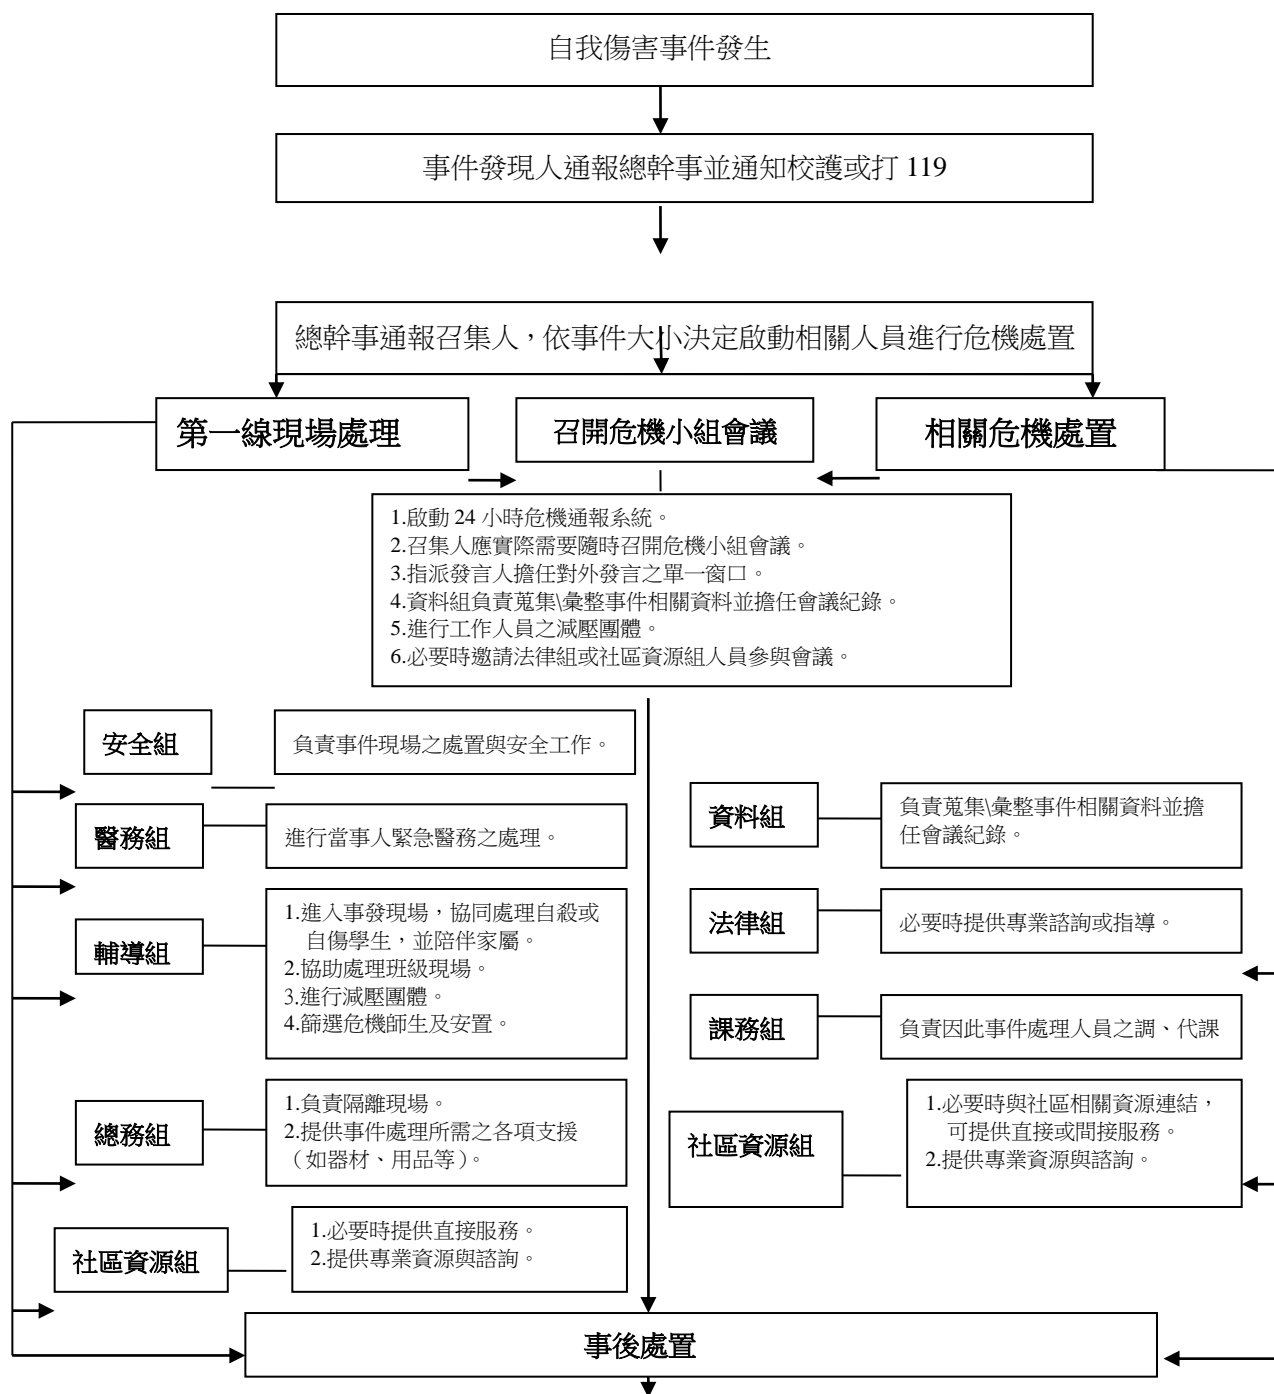 自我傷害事件發生
事件發現人通報總幹事並通知校護或打 119
總幹事通報召集人，依事件大小決定啟動相關人員進行危機處置
第一線現場處理
召開危機小組會議
相關危機處置
1.啟動 24 小時危機通報系統。
2.召集人應實際需要隨時召開危機小組會議。
3.指派發言人擔任對外發言之單一窗口。
4.資料組負責蒐集\彙整事件相關資料並擔任會議紀錄。
5.進行工作人員之減壓團體。
6.必要時邀請法律組或社區資源組人員參與會議。
安全組
負責事件現場之處置與安全工作。
醫務組
進行當事人緊急醫務之處理。
輔導組
1.進入事發現場，協同處理自殺或
自傷學生，並陪伴家屬。
2.協助處理班級現場。
3.進行減壓團體。
4.篩選危機師生及安置。
總務組
1.負責隔離現場。
2.提供事件處理所需之各項支援
（如器材、用品等）。
社區資源組
1.必要時提供直接服務。
2.提供專業資源與諮詢。
資料組
負責蒐集\彙整事件相關資料並擔
任會議紀錄。
法律組
必要時提供專業諮詢或指導。
課務組
負責因此事件處理人員之調、代課
社區資源組
1.必要時與社區相關資源連結，
可提供直接或間接服務。
2.提供專業資源與諮詢。
事後處置